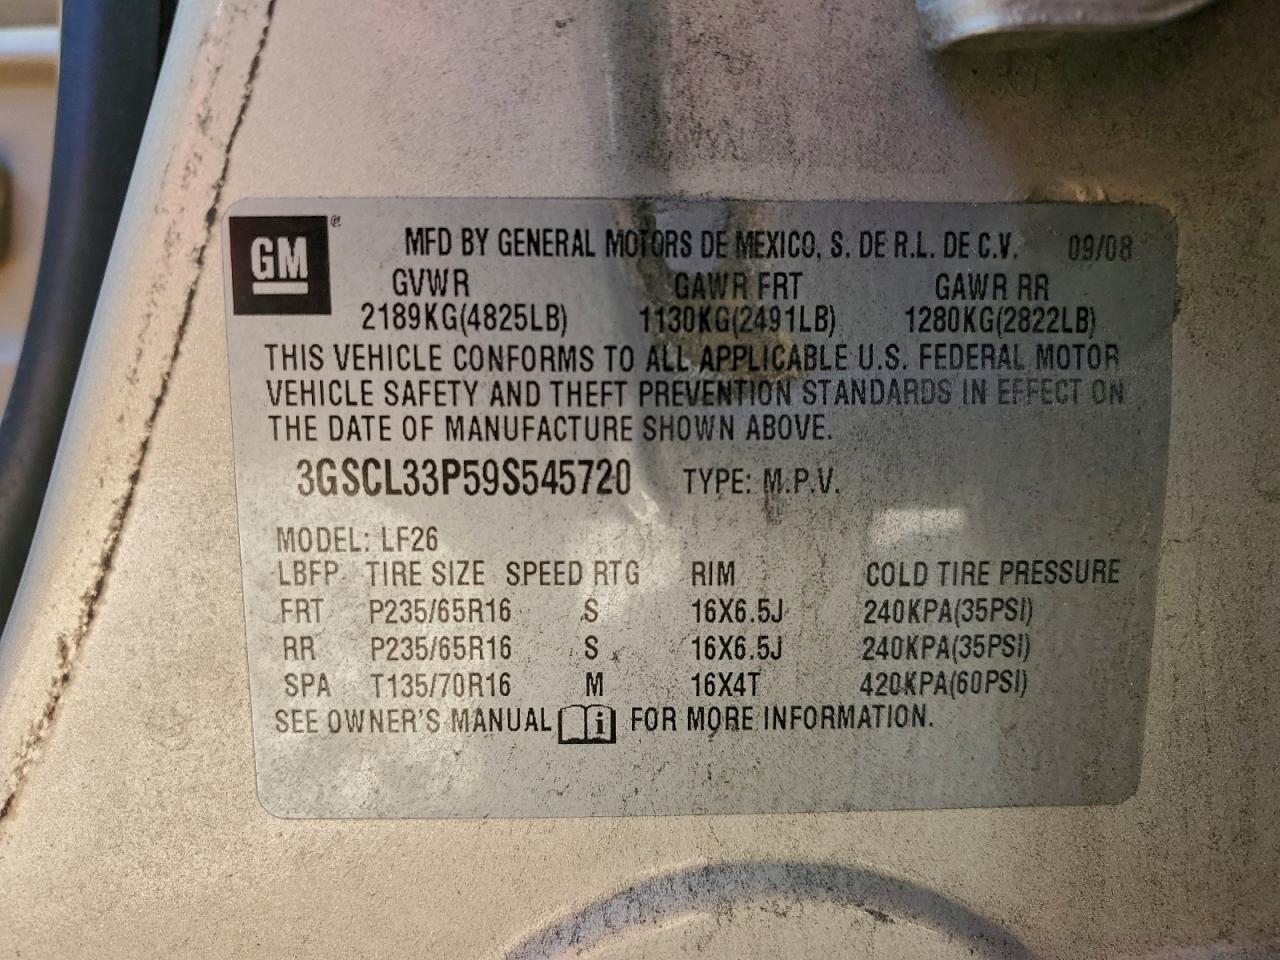 GM ®
MFD BY GENERAL MOTORS DE MEXICO, S. DE R.L. DE C.V. 09/08
GVWR GAWR FRT GAWR RR
2189KG(4825LB) 1130KG(2491LB) 1280KG(2822LB)
THIS VEHICLE CONFORMS TO ALL APPLICABLE U.S. FEDERAL MOTOR
VEHICLE SAFETY AND THEFT PREVENTION STANDARDS IN EFFECT ON
THE DATE OF MANUFACTURE SHOWN ABOVE.
3GSCL33P59S545720 TYPE: M.P.V.
MODEL: LF26
LBFP TIRE SIZE SPEED RTG RIM COLD TIRE PRESSURE
FRT P235/65R16 S 16X6.5J 240KPA(35PSI)
RR P235/65R16 S 16X6.5J 240KPA(35PSI)
SPA T135/70R16 M 16X4T 420KPA(60PSI)
SEE OWNER'S MANUAL i FOR MORE INFORMATION.